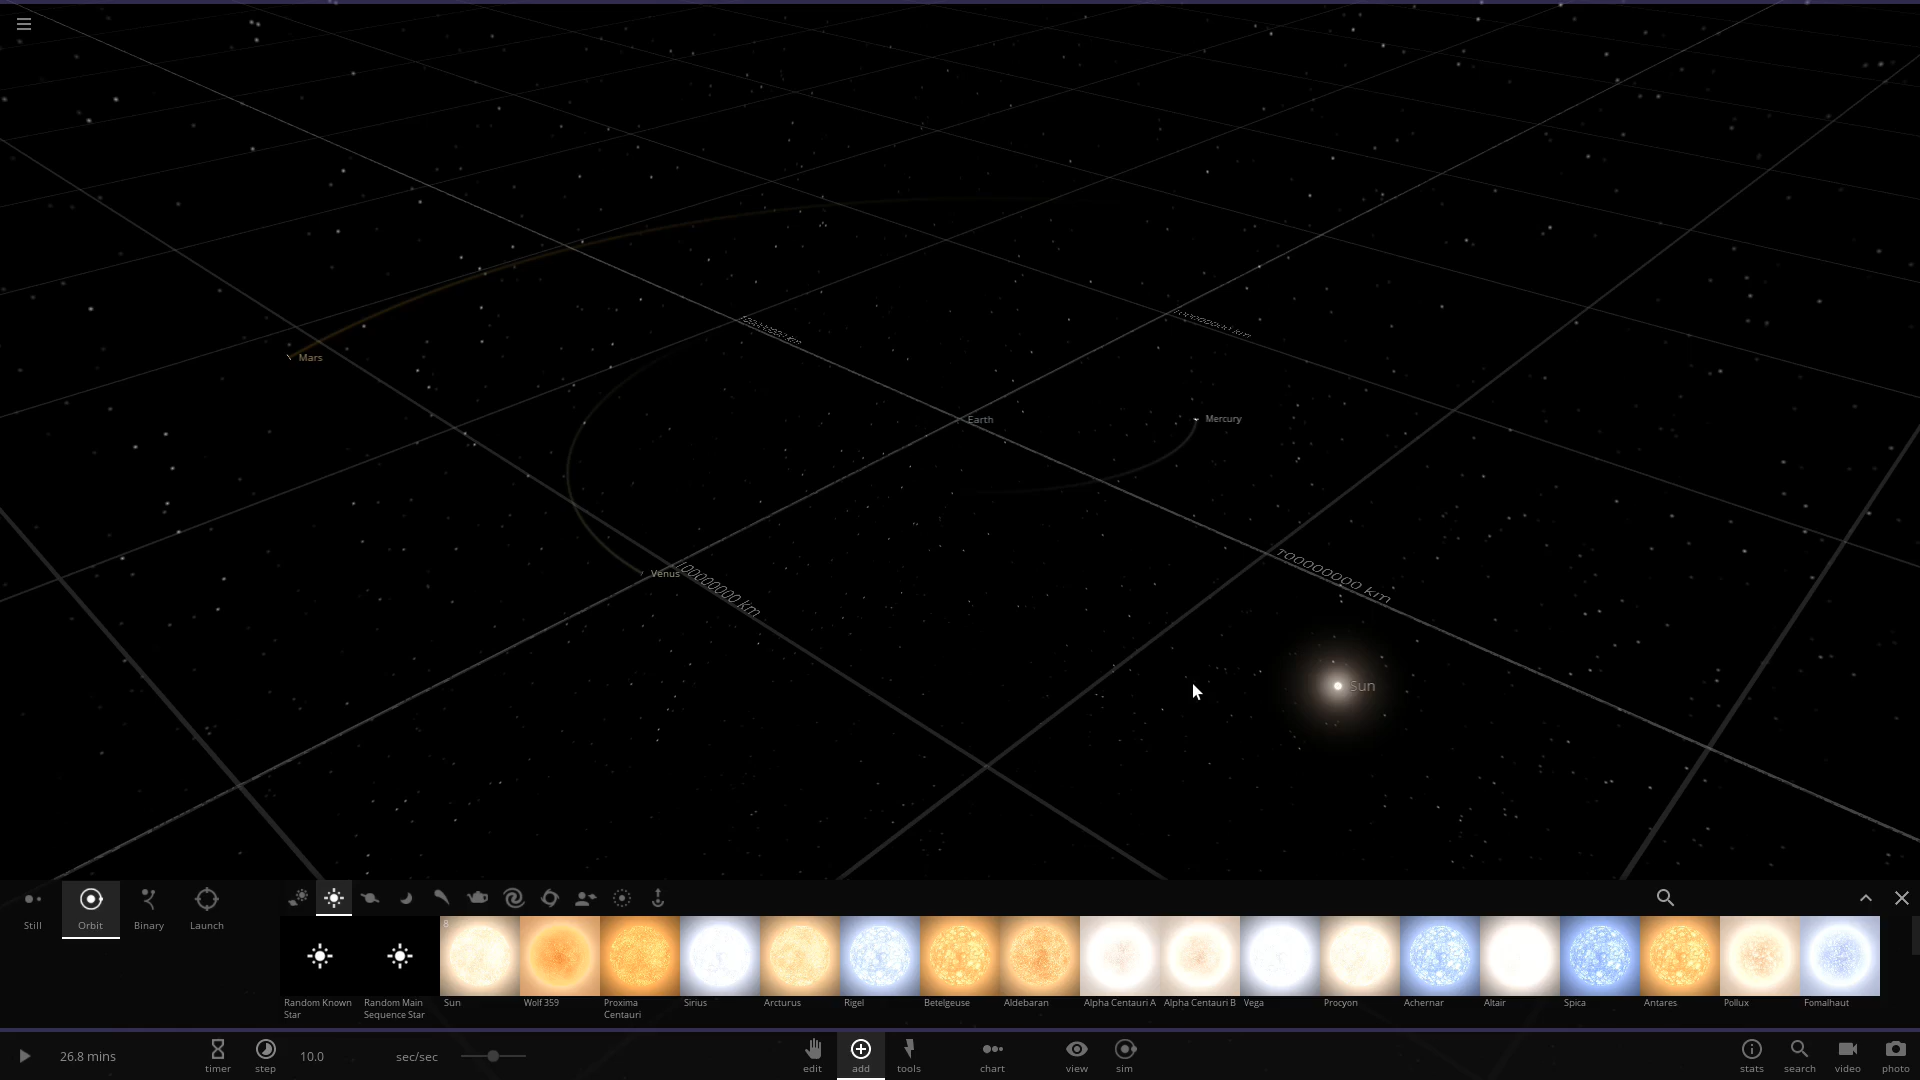 100000000 km
Mars
Earth
Mercury
Venus
100000000 km
100000000 km
Sun
Still
Orbit
Binary
Launch
8
Random Known
Star
Random Main
Sequence Star
Sun
Wolf 359
Proxima
Centauri
Sirius
Arcturus
Rigel
Betelgeuse
Aldebaran
Alpha Centauri A
Alpha Centauri B
Vega
Procyon
Achernar
Altair
Spica
Antares
Pollux
Fomalhaut
26.8 mins
timer
step
10.0
sec/sec
edit
add
tools
chart
view
sim
stats
search
video
photo